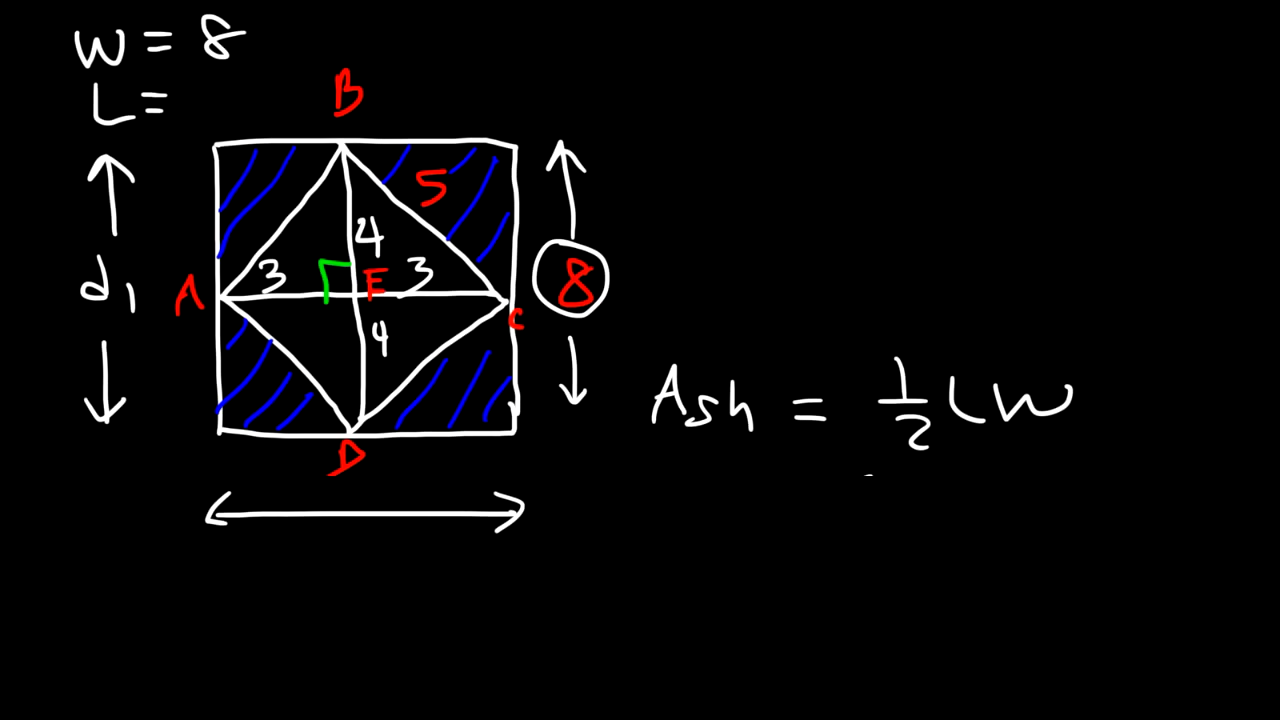 W = 8
L =
B
5
4
3 E 3
d1
8
A
C
4
D
Ash = 1/2 LW